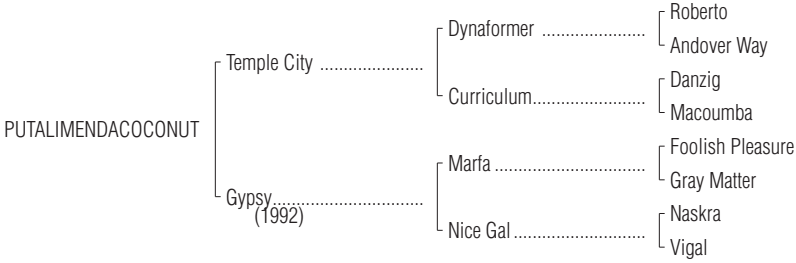 Roberto
Dynaformer ......................
Andover Way
Temple City ......................
Danzig
Curriculum........................
Macoumba
PUTALIMENDACOCONUT
Foolish Pleasure
Marfa ................................
Gray Matter
Gypsy................................
(1992)
Naskra
Nice Gal ............................
Vigal